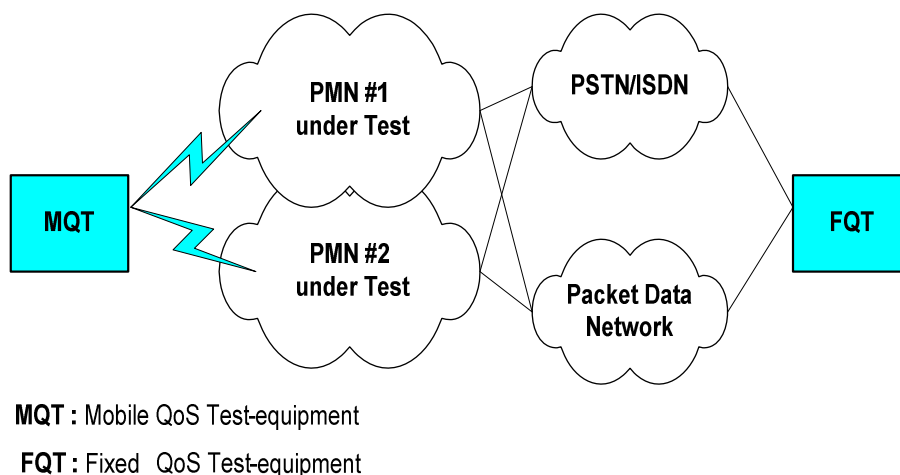 PMN #1
under Test
PSTN/ISDN
MQT
FQT
PMN #2
under Test
Packet Data
Network
MQT : Mobile QoS Test-equipment
FQT : Fixed QoS Test-equipment